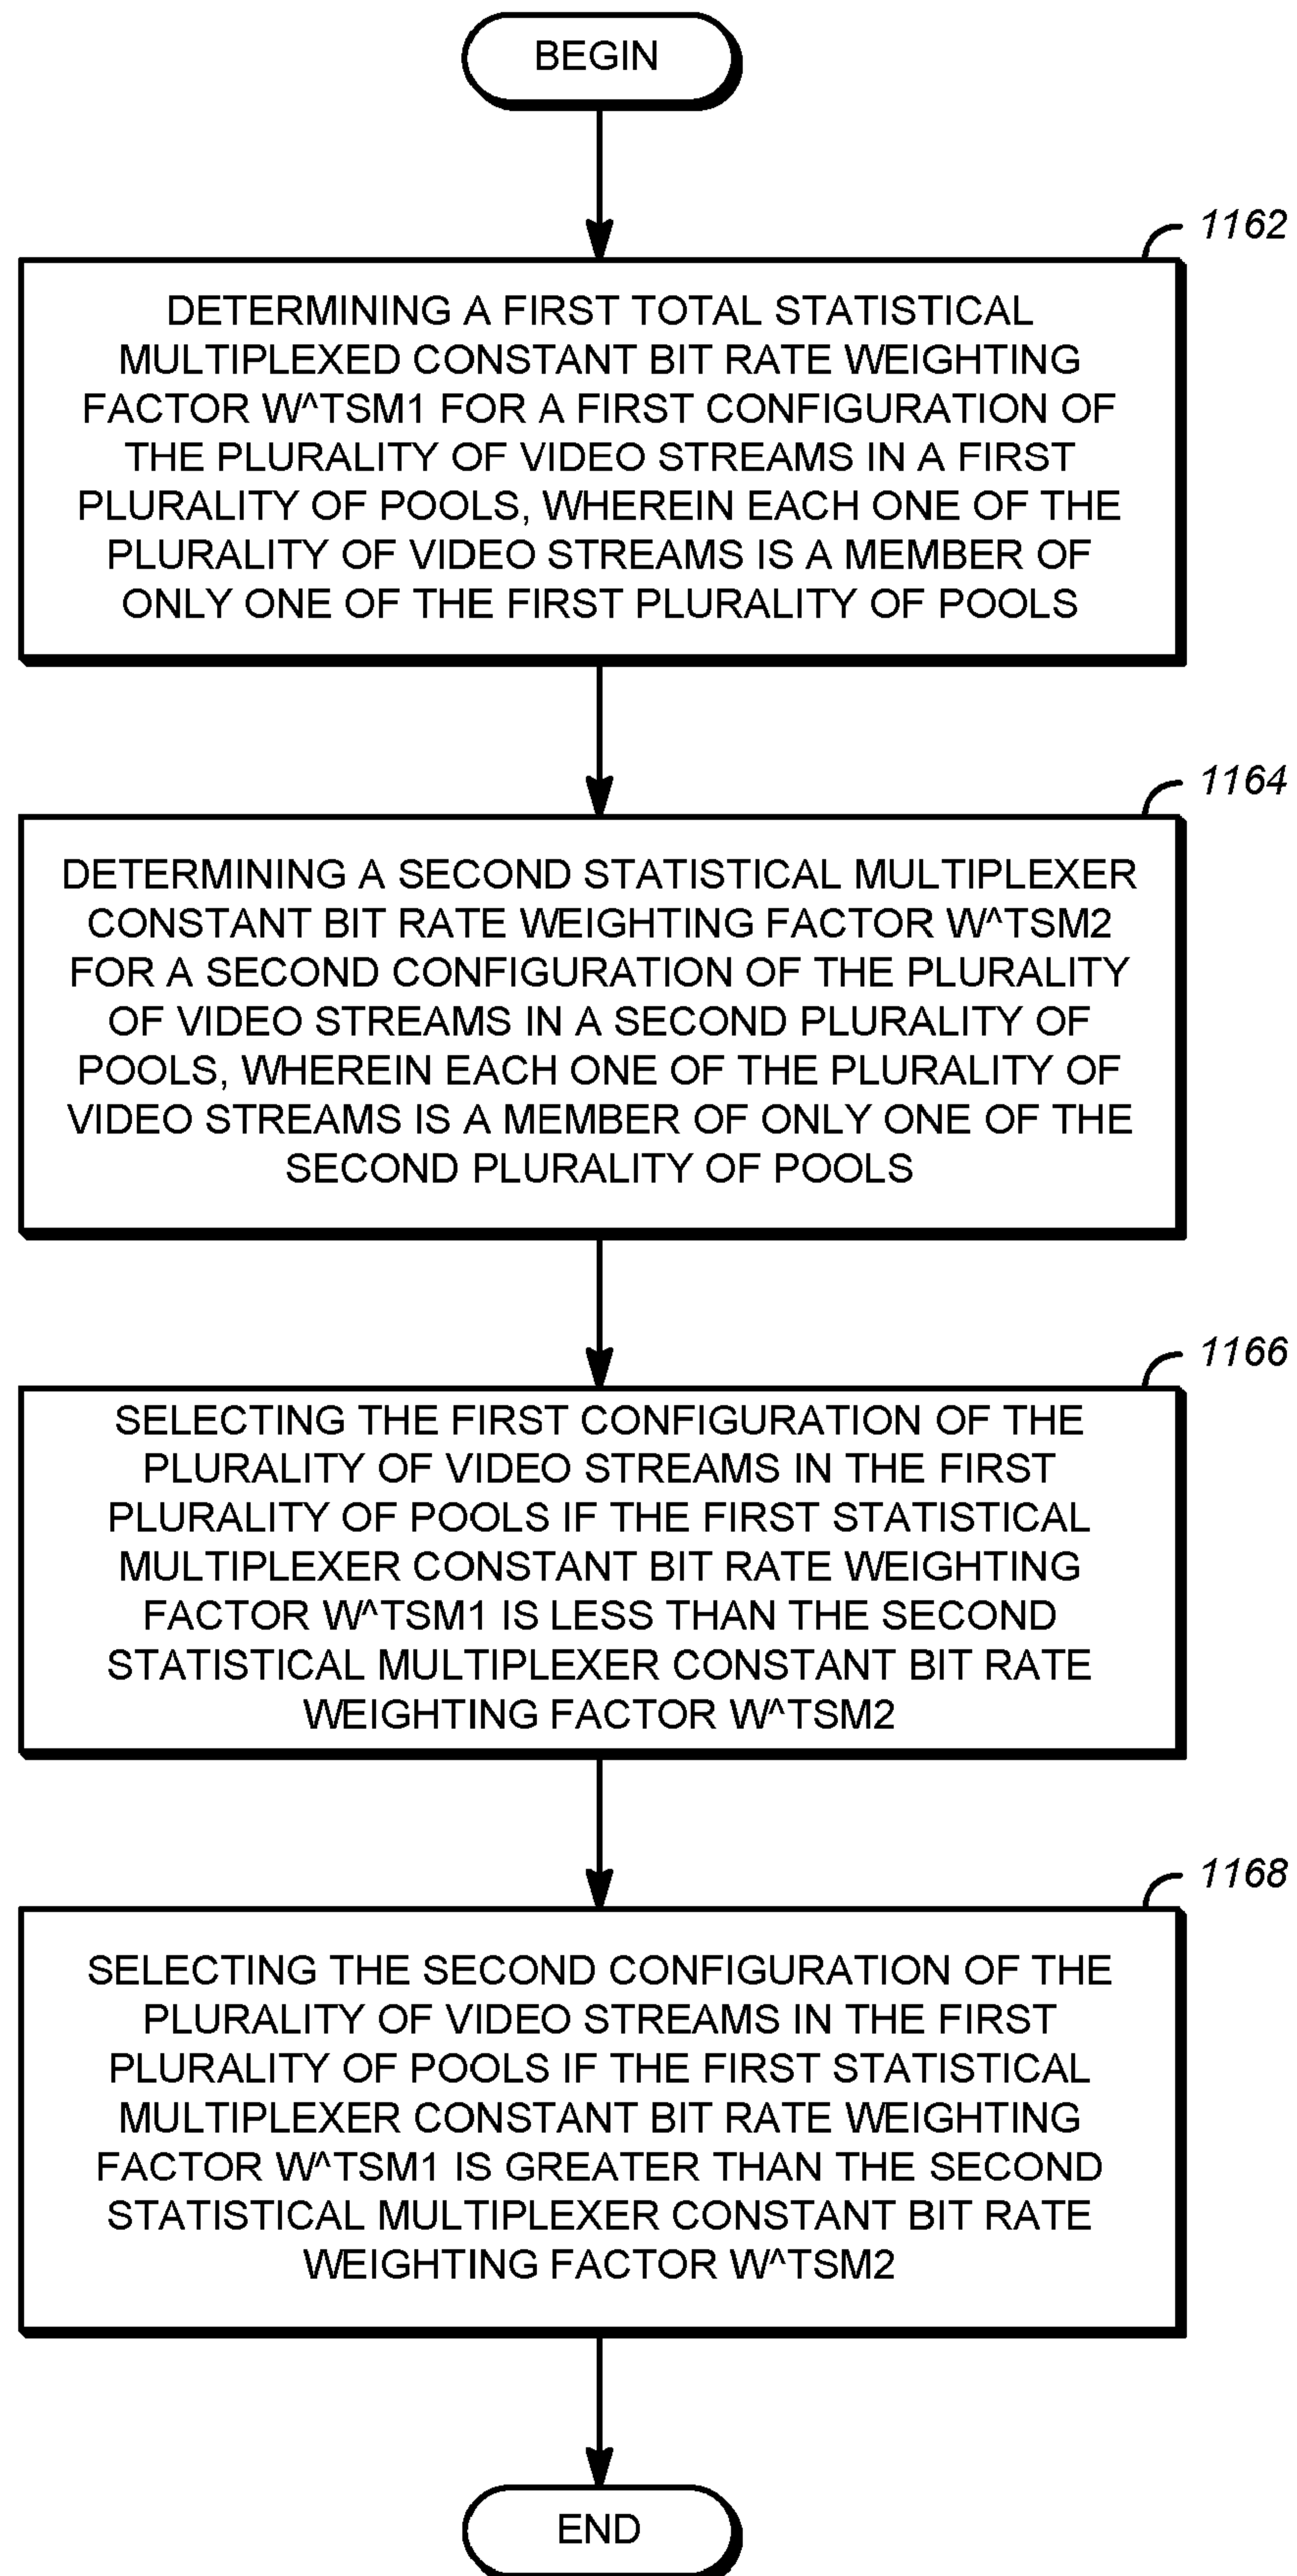 BEGIN
1162
DETERMINING A FIRST TOTAL STATISTICAL
MULTIPLEXED CONSTANT BIT RATE WEIGHTING
FACTOR W^TSM1 FOR A FIRST CONFIGURATION OF
THE PLURALITY OF VIDEO STREAMS IN A FIRST
PLURALITY OF POOLS, WHEREIN EACH ONE OF THE
PLURALITY OF VIDEO STREAMS IS A MEMBER OF
ONLY ONE OF THE FIRST PLURALITY OF POOLS
1164
DETERMINING A SECOND STATISTICAL MULTIPLEXER
CONSTANT BIT RATE WEIGHTING FACTOR W^TSM2
FOR A SECOND CONFIGURATION OF THE PLURALITY
OF VIDEO STREAMS IN A SECOND PLURALITY OF
POOLS, WHEREIN EACH ONE OF THE PLURALITY OF
VIDEO STREAMS IS A MEMBER OF ONLY ONE OF THE
SECOND PLURALITY OF POOLS
1166
SELECTING THE FIRST CONFIGURATION OF THE
PLURALITY OF VIDEO STREAMS IN THE FIRST
PLURALITY OF POOLS IF THE FIRST STATISTICAL
MULTIPLEXER CONSTANT BIT RATE WEIGHTING
FACTOR W^TSM1 IS LESS THAN THE SECOND
STATISTICAL MULTIPLEXER CONSTANT BIT RATE
WEIGHTING FACTOR W^TSM2
1168
SELECTING THE SECOND CONFIGURATION OF THE
PLURALITY OF VIDEO STREAMS IN THE FIRST
PLURALITY OF POOLS IF THE FIRST STATISTICAL
MULTIPLEXER CONSTANT BIT RATE WEIGHTING
FACTOR W^TSM1 IS GREATER THAN THE SECOND
STATISTICAL MULTIPLEXER CONSTANT BIT RATE
WEIGHTING FACTOR W^TSM2
END